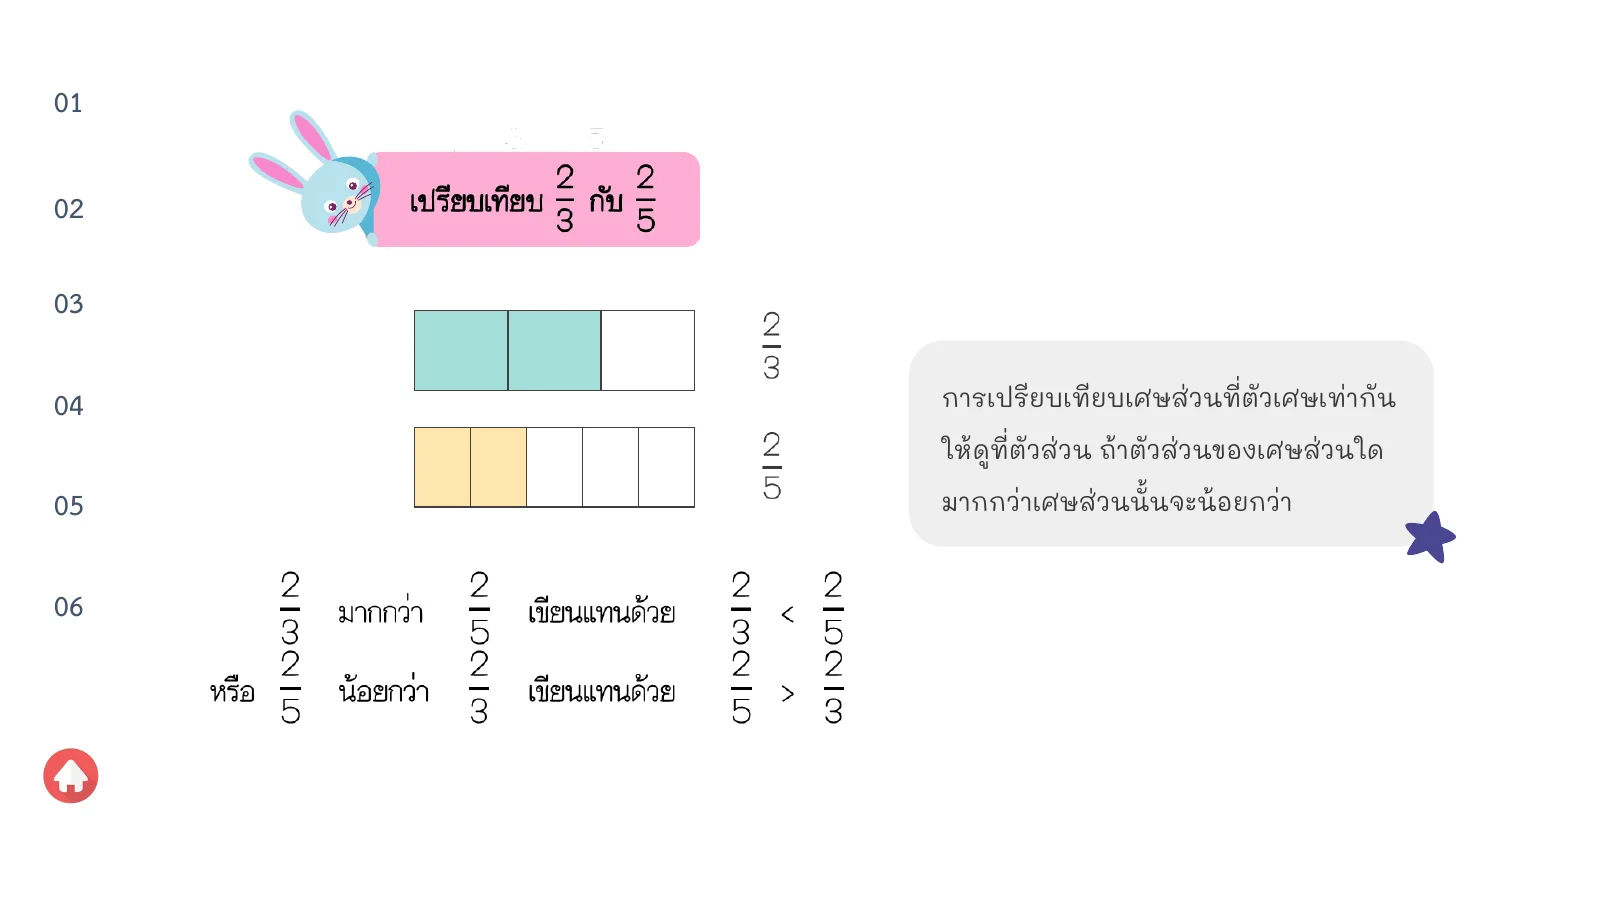 01
02
03
04
05
06
เปรียบเทียบ 2/3 กับ 2/5
2/3
2/5
การเปรียบเทียบเศษส่วนที่ตัวเศษเท่ากัน
ให้ดูที่ตัวส่วน ถ้าตัวส่วนของเศษส่วนใด
มากกว่าเศษส่วนนั้นจะน้อยกว่า
2/3 มากกว่า 2/5 เขียนแทนด้วย 2/3 < 2/5
หรือ 2/5 น้อยกว่า 2/3 เขียนแทนด้วย 2/5 > 2/3